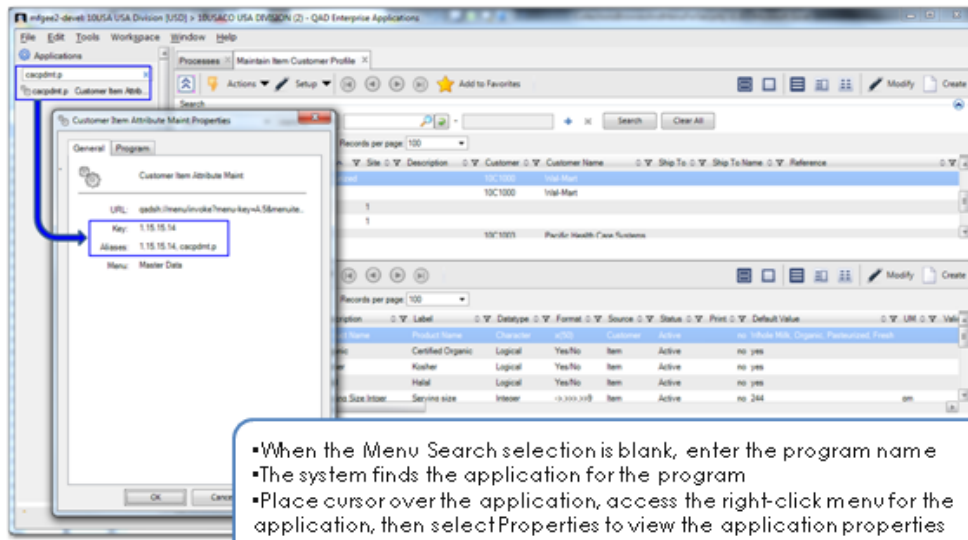 mfgee2-devel: 10USA USA Division [USD] > 10USACO USA DIVISION (2) - QAD Enterprise Applications
File Edit Tools Workspace Window Help
Applications
Processes Maintain Item Customer Profile
cacpdmt.p
Actions Setup Add to Favorites Modify Create
cacpdmt.p Customer Item Attrib...
Search
Customer Item Attribute Maint Properties
Search Clear All
General Program
Records per page: 100
Site Description Customer Customer Name Ship To Ship To Name Reference
Customer Item Attribute Maint
10C1000 Wal-Mart
10C1000 Wal-Mart
URL: qadsh://menu/invoke?menu-key=A.5&menuite...
1
Key: 1.15.15.14
1
Aliases: 1.15.15.14, cacpdmt.p
10C1003 Pacific Health Care Systems
Menu: Master Data
Modify Create
Records per page: 100
Label Datatype Format Source Status Print Default Value UM
Product Name Character x(50) Customer Active no Whole Milk, Organic, Pasteurized, Fresh
Certified Organic Logical Yes/No Item Active no yes
Kosher Logical Yes/No Item Active no yes
Halal Logical Yes/No Item Active no yes
Serving size Integer ->,>>>,>>9 Item Active no 244
OK
▪When the Menu Search selection is blank, enter the program name
▪The system finds the application for the program
▪Place cursor over the application, access the right-click menu for the
application, then select Properties to view the application properties